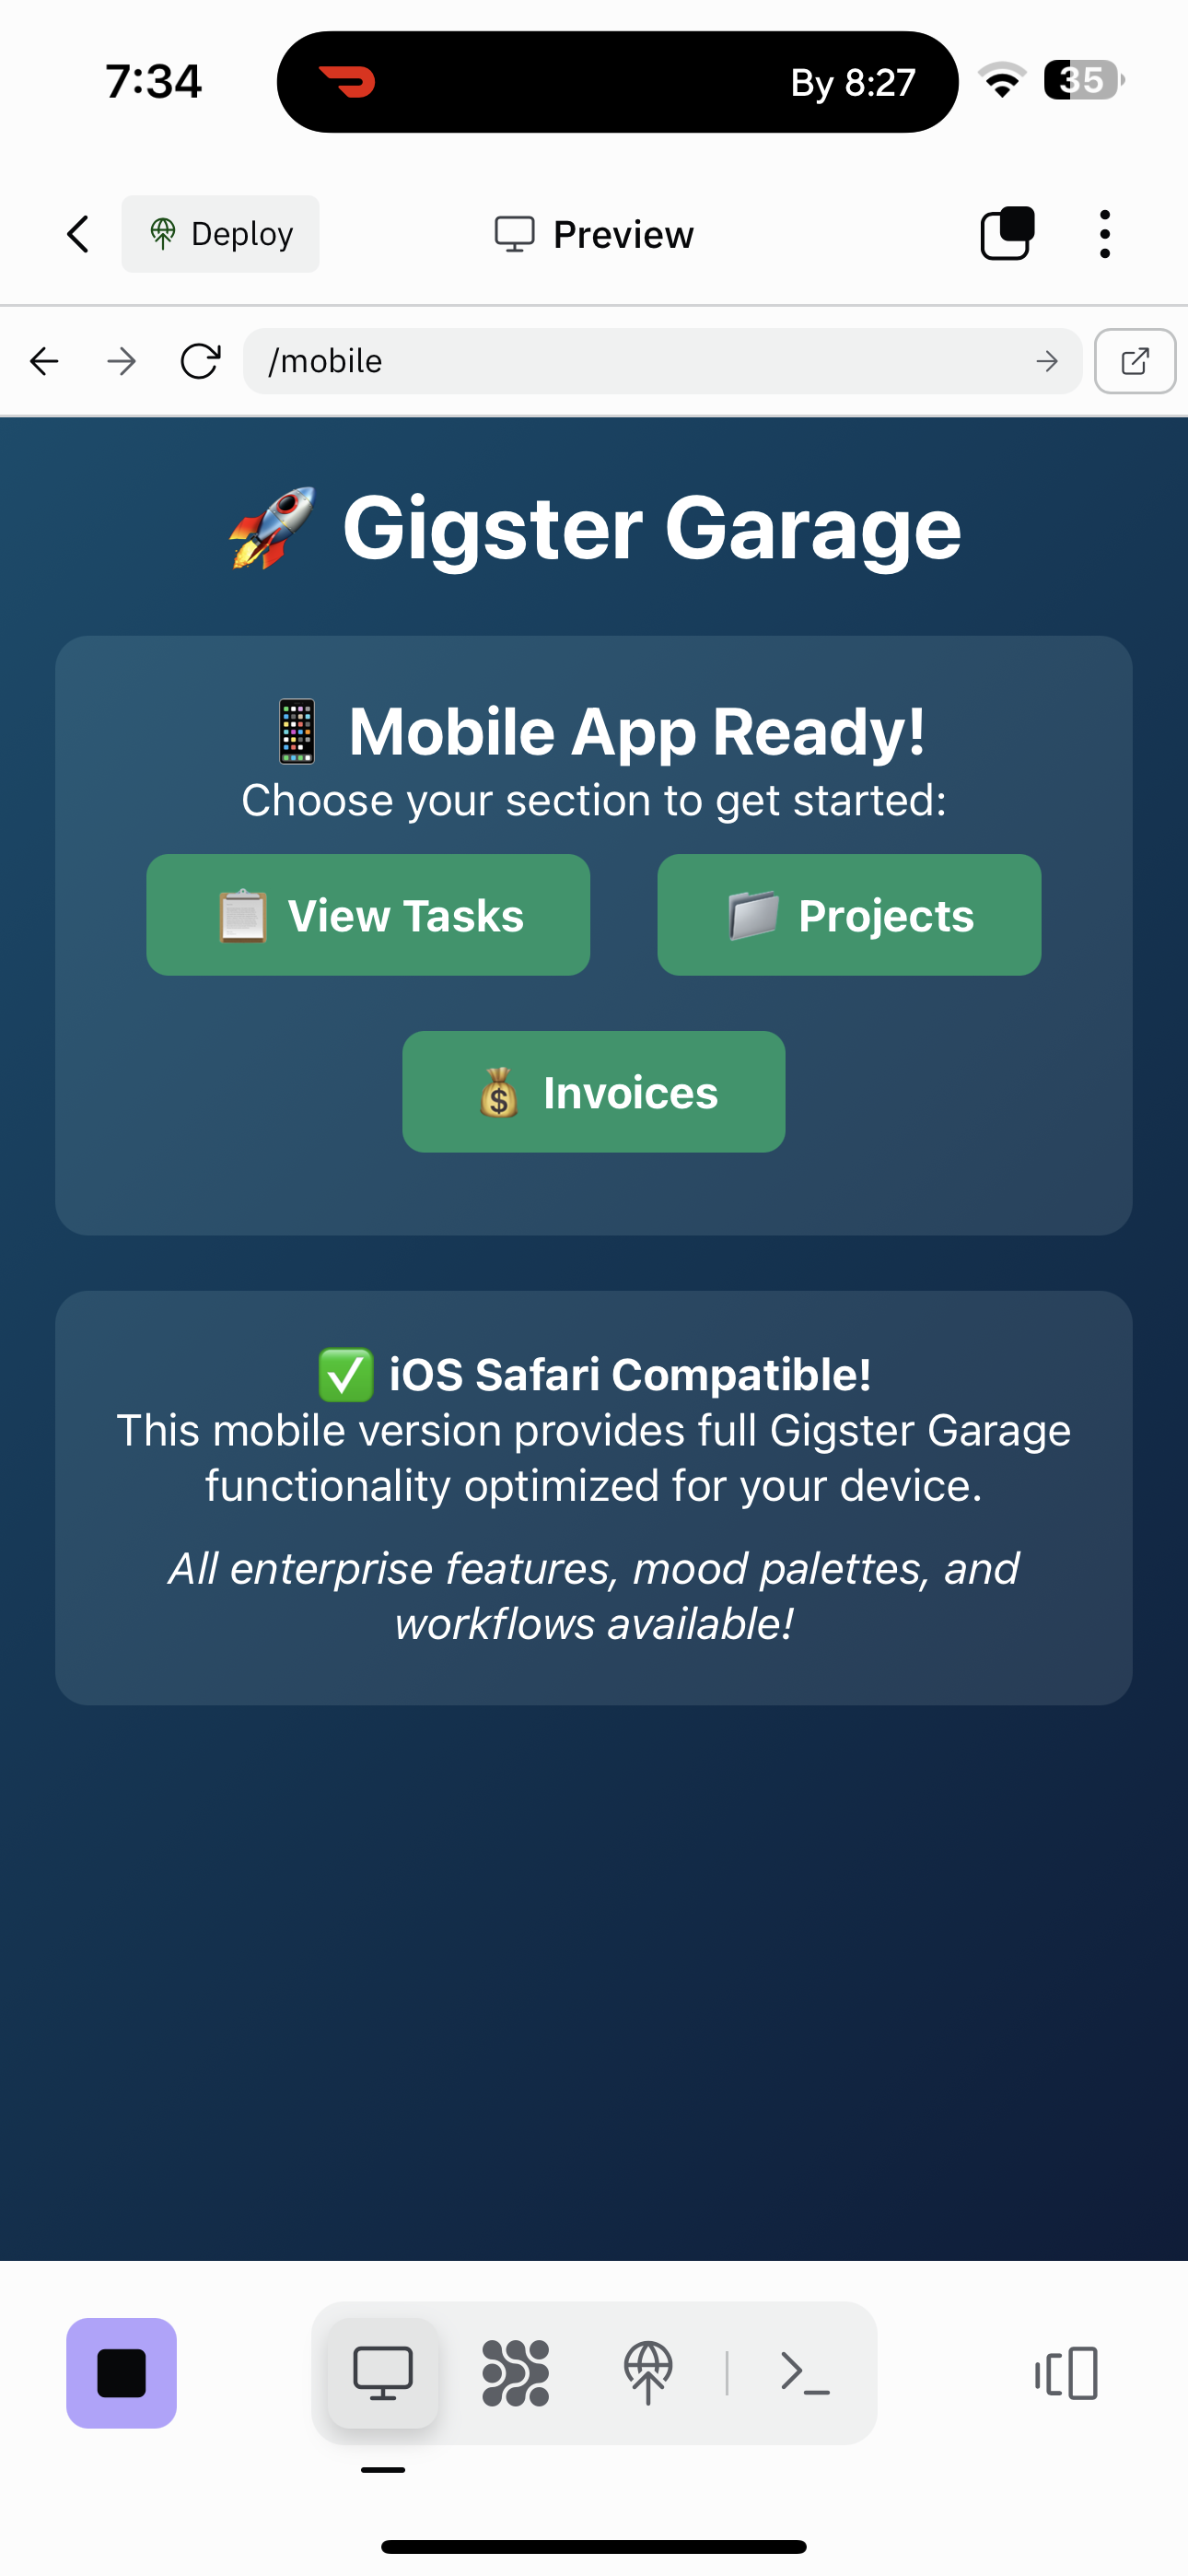 7:34
By 8:27
35
Deploy
Preview
/mobile
🚀 Gigster Garage
📱 Mobile App Ready!
Choose your section to get started:
📋 View Tasks
📁 Projects
💰 Invoices
✅ iOS Safari Compatible!
This mobile version provides full Gigster Garage
functionality optimized for your device.
All enterprise features, mood palettes, and
workflows available!